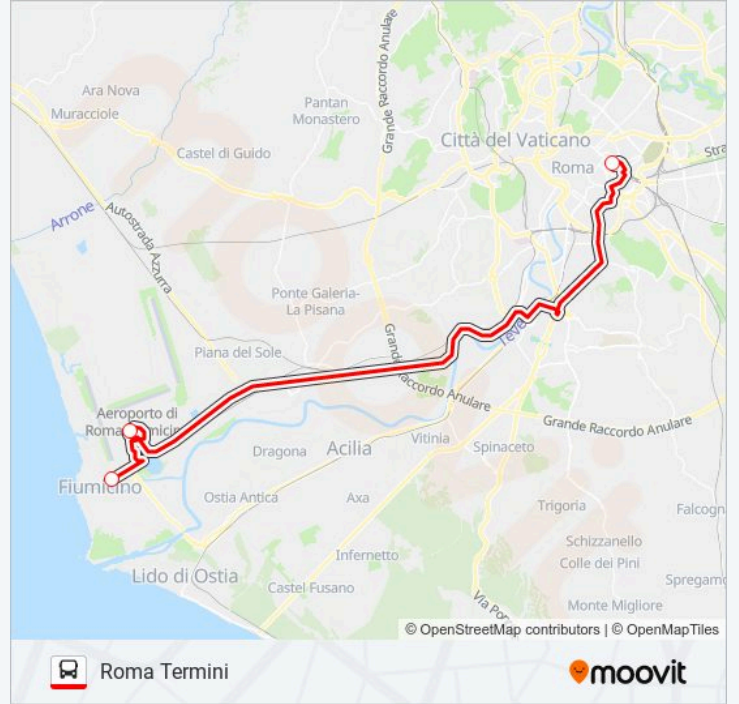 Ara Nova
Muracciole
Pantan
Monastero
Grande Raccordo Anulare
Città del Vaticano
Castel di Guido
Roma
Stra
Arrone
Autostrada Azzurra
Ponte Galeria-
La Pisana
Teve
Piana del Sole
Grande Raccordo Anulare
Aeroporto di
Roma
Grande Raccordo Anulare
Vitinia
Acilia
Dragona
Spinaceto
Fiumicino
Ostia Antica
Axa
Trigoria
Falcogn
Schizzanello
Colle dei Pini
Infernetto
Lido di Ostia
Castel Fusano
Spregamo
Via Po
Monte Migliore
© OpenStreetMap contributors | © OpenMapTiles
Roma Termini
moovit